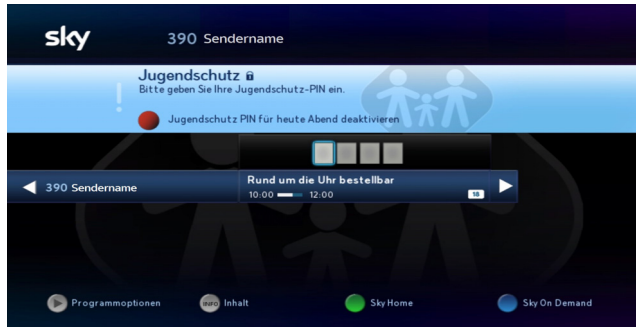 sky
390 Sendername
Jugendschutz
Bitte geben Sie Ihre Jugendschutz-PIN ein.
!
Jugendschutz PIN für heute Abend deaktivieren
390 Sendername
Rund um die Uhr bestellbar
10:00 12:00
18
Programmoptionen
INFO Inhalt
Sky Home
Sky On Demand